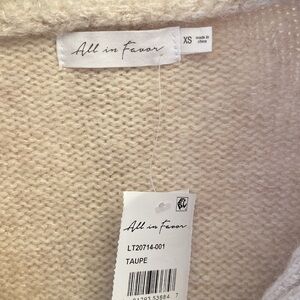 All in Favor
XS
made in
china
All in Favor
LT20714-001
TAUPE